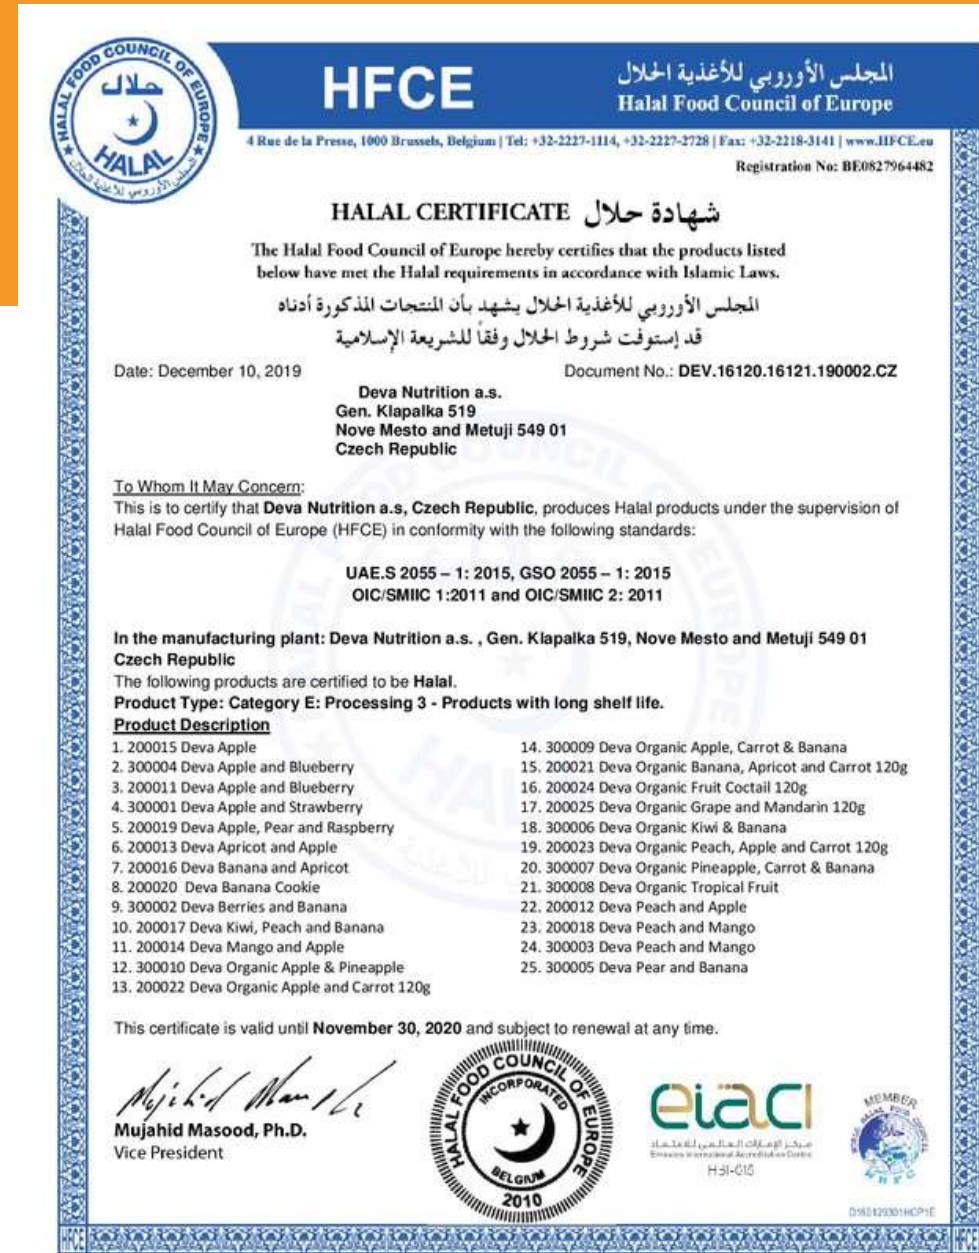 HALAL FOOD COUNCIL OF EUROPE
حلال
HALAL
المجلس الأوروبي للأغذية الحلال
HFCE
المجلس الأوروبي للأغذية الحلال
Halal Food Council of Europe
4 Rue de la Presse, 1000 Brussels, Belgium | Tel: +32-2227-1114, +32-2227-2728 | Fax: +32-2218-3141 | www.HFCE.eu
Registration No: BE0827964482
HALAL CERTIFICATE شهادة حلال
The Halal Food Council of Europe hereby certifies that the products listed
below have met the Halal requirements in accordance with Islamic Laws.
المجلس الأوروبي للأغذية الحلال يشهد بأن المنتجات المذكورة أدناه
قد إستوفت شروط الحلال وفقاً للشريعة الإسلامية
Date: December 10, 2019 Document No.: DEV.16120.16121.190002.CZ
Deva Nutrition a.s.
Gen. Klapalka 519
Nove Mesto and Metuji 549 01
Czech Republic
To Whom It May Concern:
This is to certify that Deva Nutrition a.s, Czech Republic, produces Halal products under the supervision of
Halal Food Council of Europe (HFCE) in conformity with the following standards:
UAE.S 2055 – 1: 2015, GSO 2055 – 1: 2015
OIC/SMIIC 1:2011 and OIC/SMIIC 2: 2011
In the manufacturing plant: Deva Nutrition a.s. , Gen. Klapalka 519, Nove Mesto and Metuji 549 01
Czech Republic
The following products are certified to be Halal.
Product Type: Category E: Processing 3 - Products with long shelf life.
Product Description
1. 200015 Deva Apple
2. 300004 Deva Apple and Blueberry
3. 200011 Deva Apple and Blueberry
4. 300001 Deva Apple and Strawberry
5. 200019 Deva Apple, Pear and Raspberry
6. 200013 Deva Apricot and Apple
7. 200016 Deva Banana and Apricot
8. 200020 Deva Banana Cookie
9. 300002 Deva Berries and Banana
10. 200017 Deva Kiwi, Peach and Banana
11. 200014 Deva Mango and Apple
12. 300010 Deva Organic Apple & Pineapple
13. 200022 Deva Organic Apple and Carrot 120g
14. 300009 Deva Organic Apple, Carrot & Banana
15. 200021 Deva Organic Banana, Apricot and Carrot 120g
16. 200024 Deva Organic Fruit Coctail 120g
17. 200025 Deva Organic Grape and Mandarin 120g
18. 300006 Deva Organic Kiwi & Banana
19. 200023 Deva Organic Peach, Apple and Carrot 120g
20. 300007 Deva Organic Pineapple, Carrot & Banana
21. 300008 Deva Organic Tropical Fruit
22. 200012 Deva Peach and Apple
23. 200018 Deva Peach and Mango
24. 300003 Deva Peach and Mango
25. 300005 Deva Pear and Banana
This certificate is valid until November 30, 2020 and subject to renewal at any time.
Mujahid Masood, Ph.D.
Vice President
HALAL FOOD COUNCIL OF EUROPE
INCORPORATED
BELGIUM
2010
eiaci
مركز الإمارات العالمي للاعتماد
Emirates International Accreditation Centre
MEMBER
WHFC
HFCE